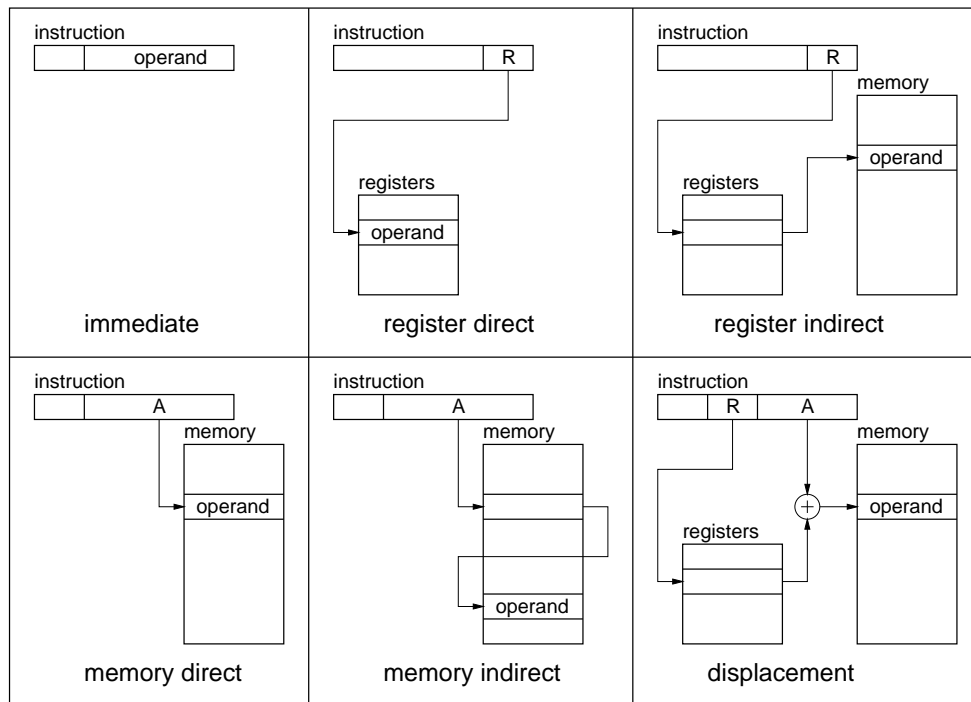 instruction
operand
immediate
instruction
R
registers
operand
register direct
instruction
R
memory
operand
registers
register indirect
instruction
A
memory
operand
memory direct
instruction
A
memory
operand
memory indirect
instruction
R A
memory
+
operand
registers
displacement